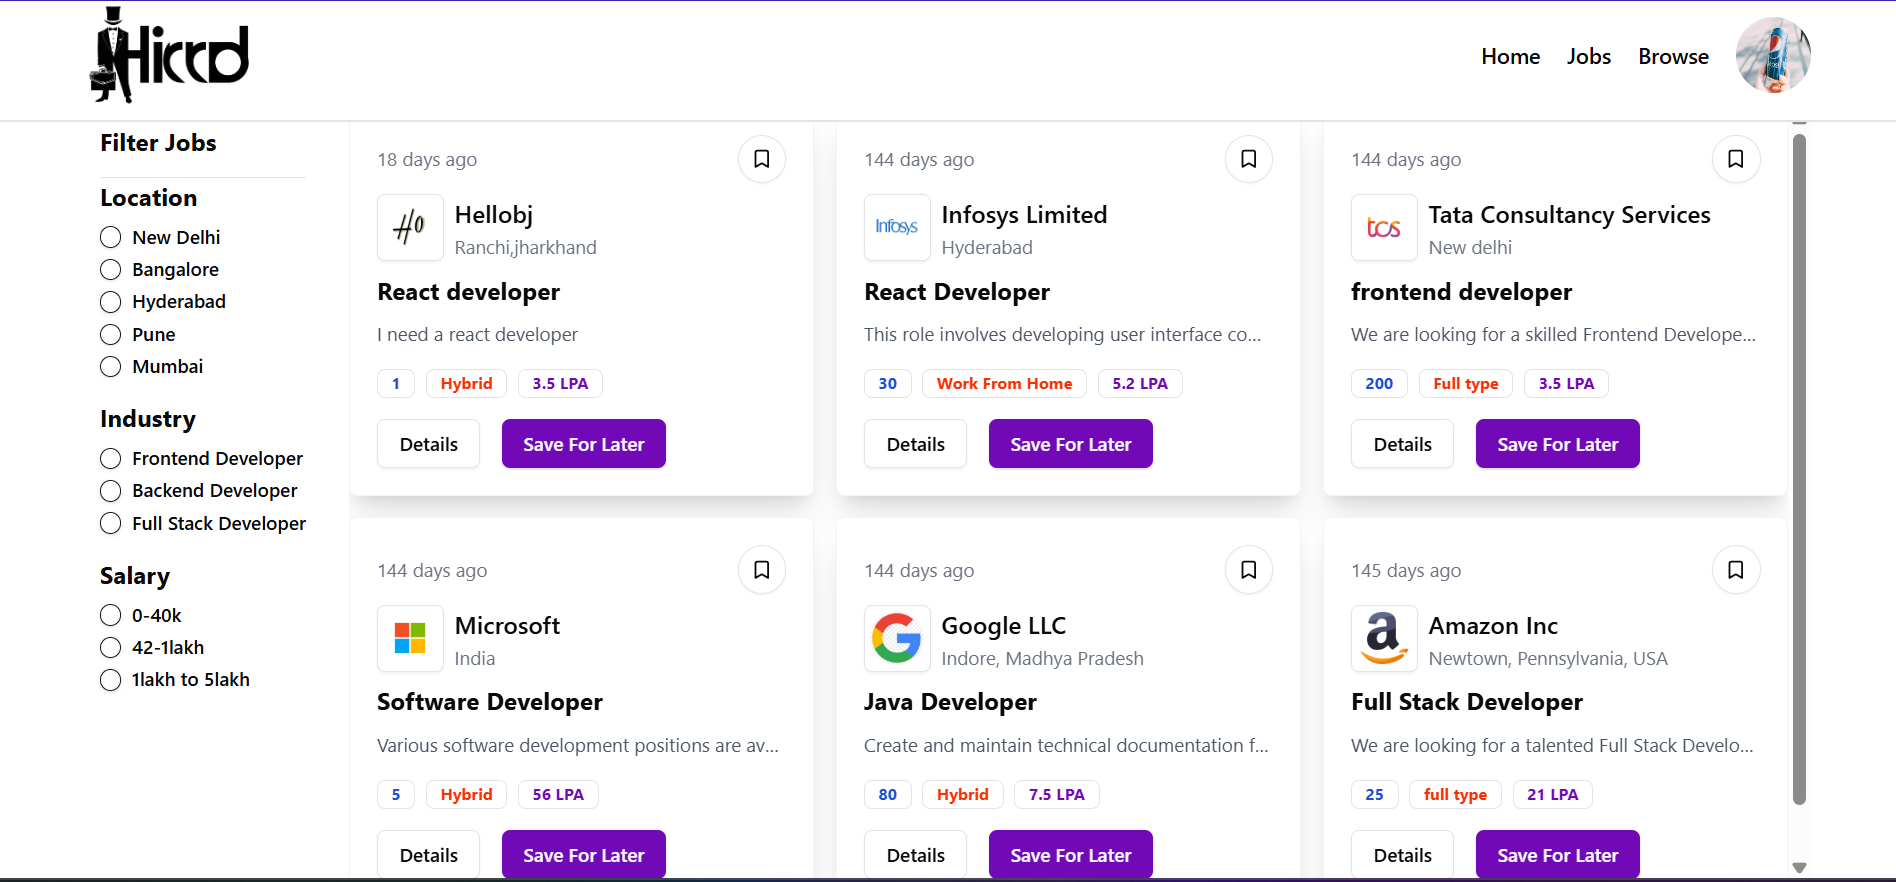 Hiccd
Home Jobs Browse
Filter Jobs
Location
New Delhi
Bangalore
Hyderabad
Pune
Mumbai
Industry
Frontend Developer
Backend Developer
Full Stack Developer
Salary
0-40k
42-1lakh
1lakh to 5lakh
18 days ago
Hellobj
Ranchi,jharkhand
React developer
I need a react developer
1 Hybrid 3.5 LPA
Details Save For Later
144 days ago
Infosys
Infosys Limited
Hyderabad
React Developer
This role involves developing user interface co...
30 Work From Home 5.2 LPA
Details Save For Later
144 days ago
tcs
Tata Consultancy Services
New delhi
frontend developer
We are looking for a skilled Frontend Develope...
200 Full type 3.5 LPA
Details Save For Later
144 days ago
Microsoft
India
Software Developer
Various software development positions are av...
5 Hybrid 56 LPA
Details Save For Later
144 days ago
G
Google LLC
Indore, Madhya Pradesh
Java Developer
Create and maintain technical documentation f...
80 Hybrid 7.5 LPA
Details Save For Later
145 days ago
a
Amazon Inc
Newtown, Pennsylvania, USA
Full Stack Developer
We are looking for a talented Full Stack Develo...
25 full type 21 LPA
Details Save For Later